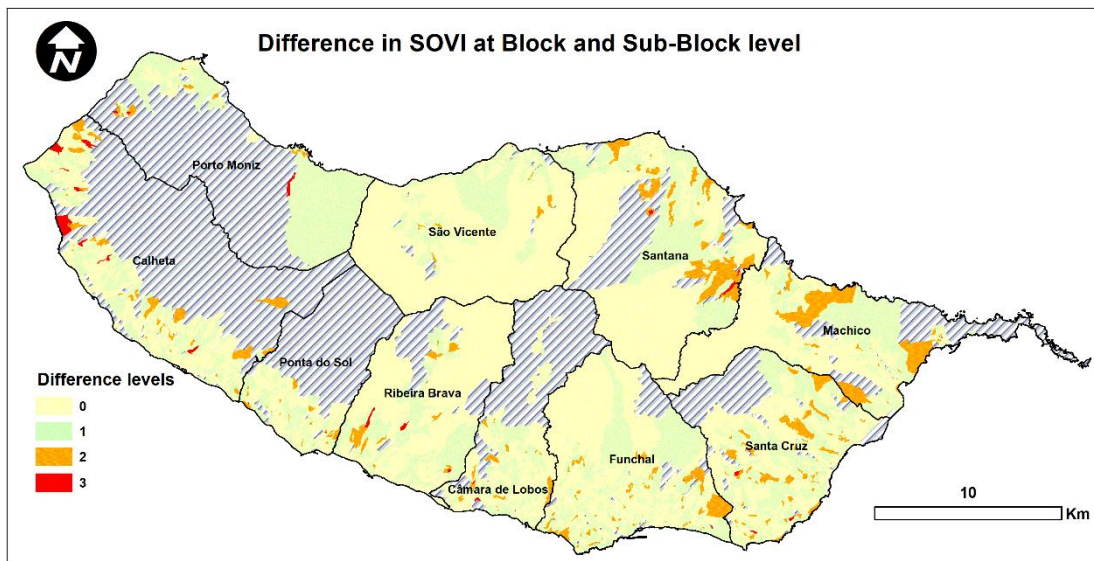 N
Difference in SOVI at Block and Sub-Block level
Porto Moniz
São Vicente
Santana
Calheta
Machico
Ponta do Sol
Ribeira Brava
Santa Cruz
Funchal
Câmara de Lobos
Difference levels
0
1
2
3
10
Km